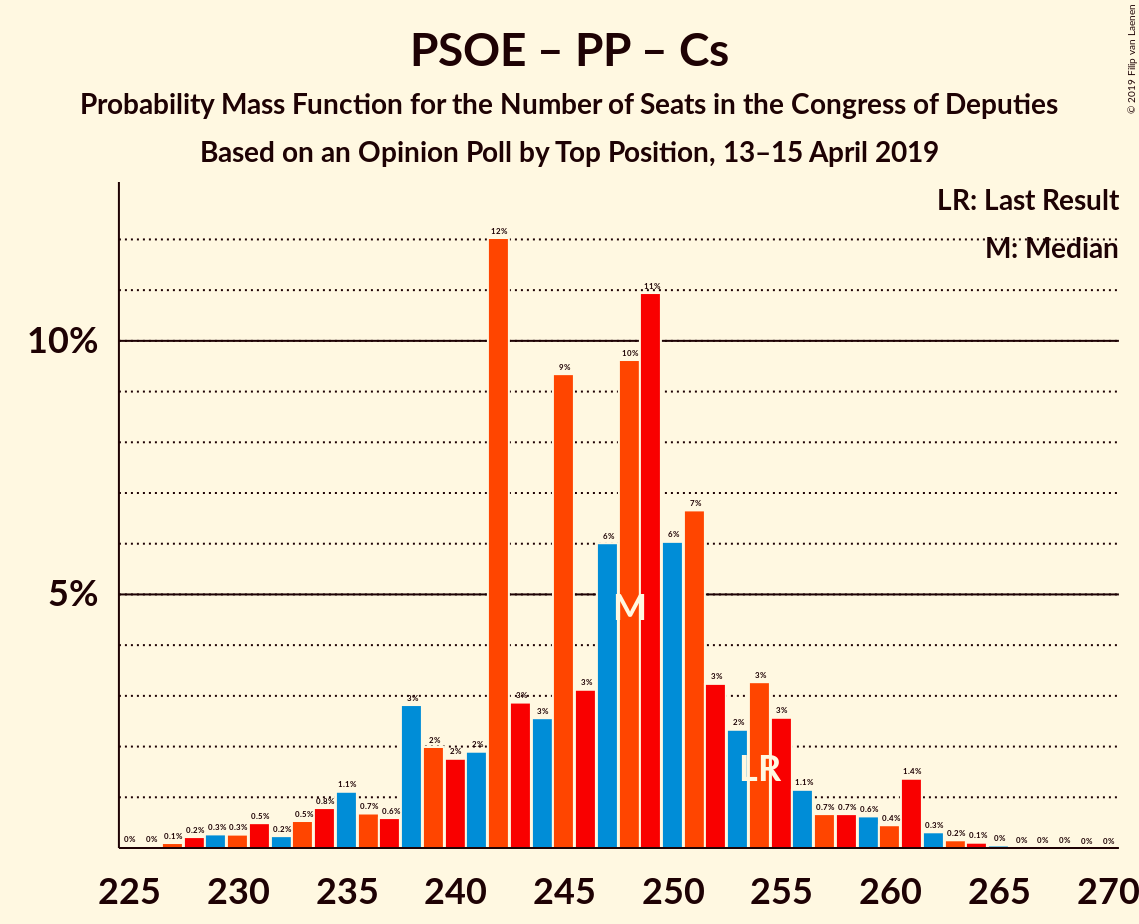 PSOE – PP – Cs
Probability Mass Function for the Number of Seats in the Congress of Deputies
Based on an Opinion Poll by Top Position, 13–15 April 2019
© 2019 Filip van Laenen
LR: Last Result
M: Median
10%
5%
0% 0% 0.1% 0.2% 0.3% 0.3% 0.5% 0.2% 0.5% 0.8% 1.1% 0.7% 0.6% 3% 2% 2% 2% 12% 3% 3% 9% 3% 6% 10% 11% 6% 7% 3% 2% 3% 3% 1.1% 0.7% 0.7% 0.6% 0.4% 1.4% 0.3% 0.2% 0.1% 0% 0% 0% 0% 0% 0%
M
LR
225 230 235 240 245 250 255 260 265 270